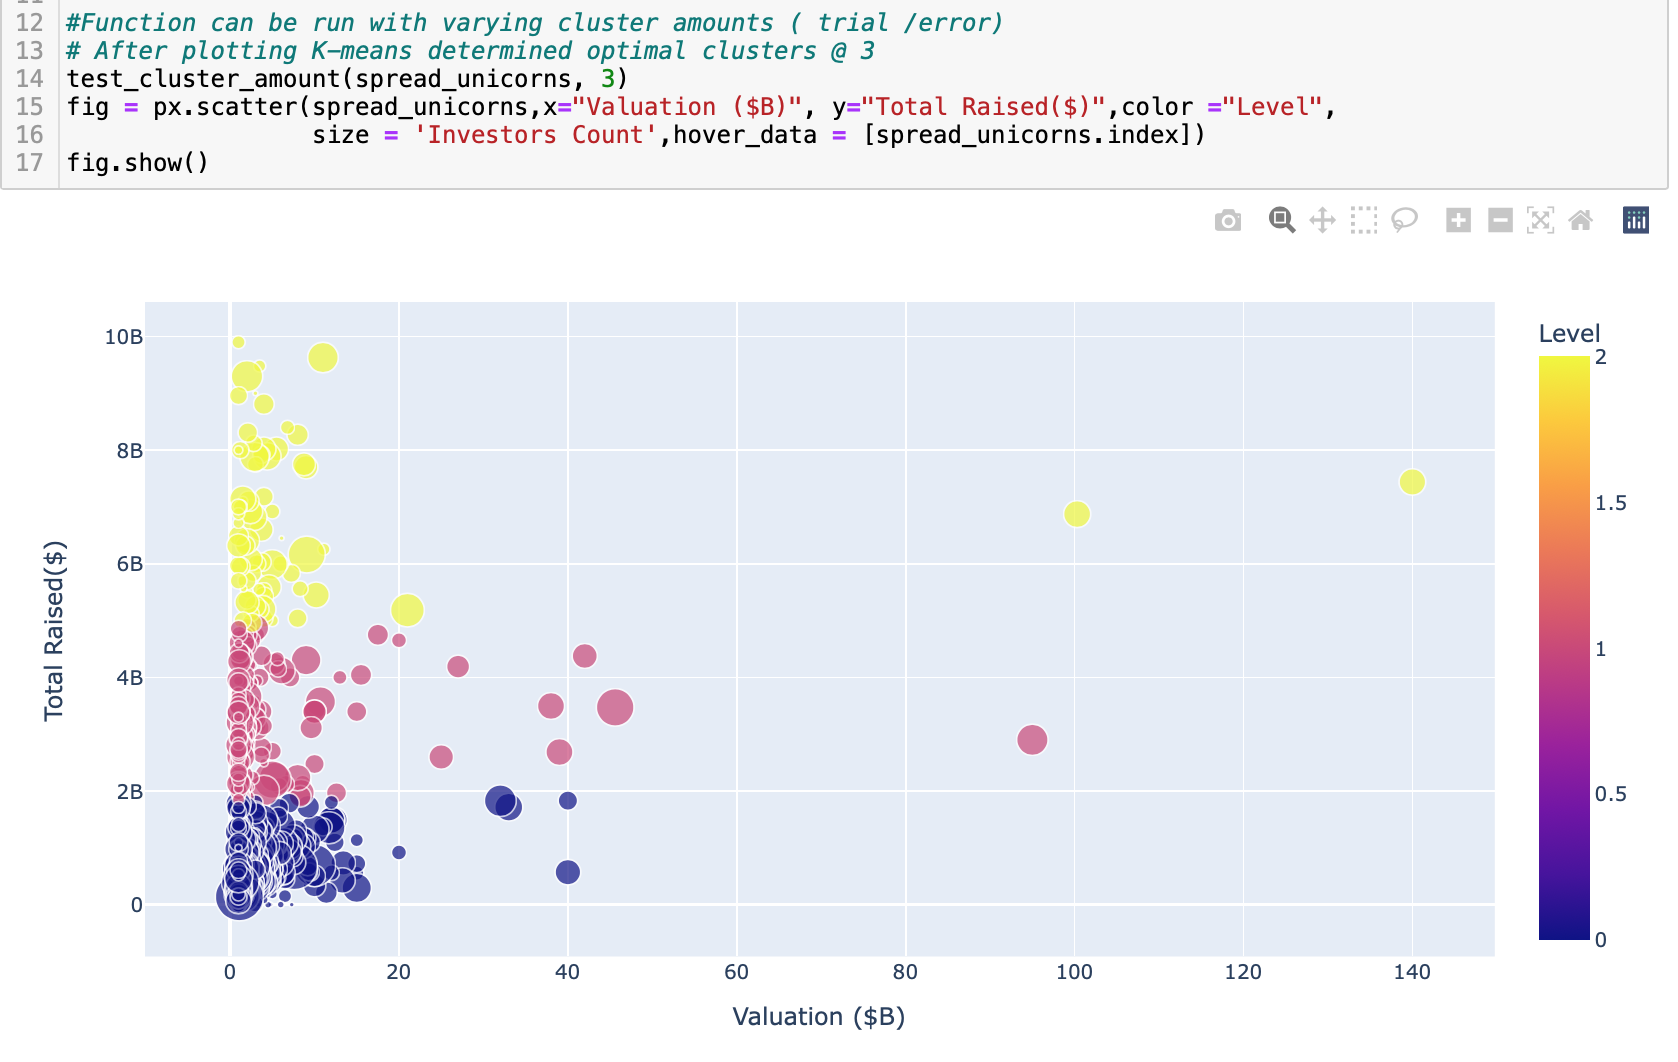 12 #Function can be run with varying cluster amounts ( trial /error)
13 # After plotting K-means determined optimal clusters @ 3
14 test_cluster_amount(spread_unicorns, 3)
15 fig = px.scatter(spread_unicorns,x="Valuation ($B)", y="Total Raised($)",color ="Level",
16 size = 'Investors Count',hover_data = [spread_unicorns.index])
17 fig.show()
Level
10B
8B
6B
4B
2B
0
Total Raised($)
0 20 40 60 80 100 120 140
Valuation ($B)
2
1.5
1
0.5
0